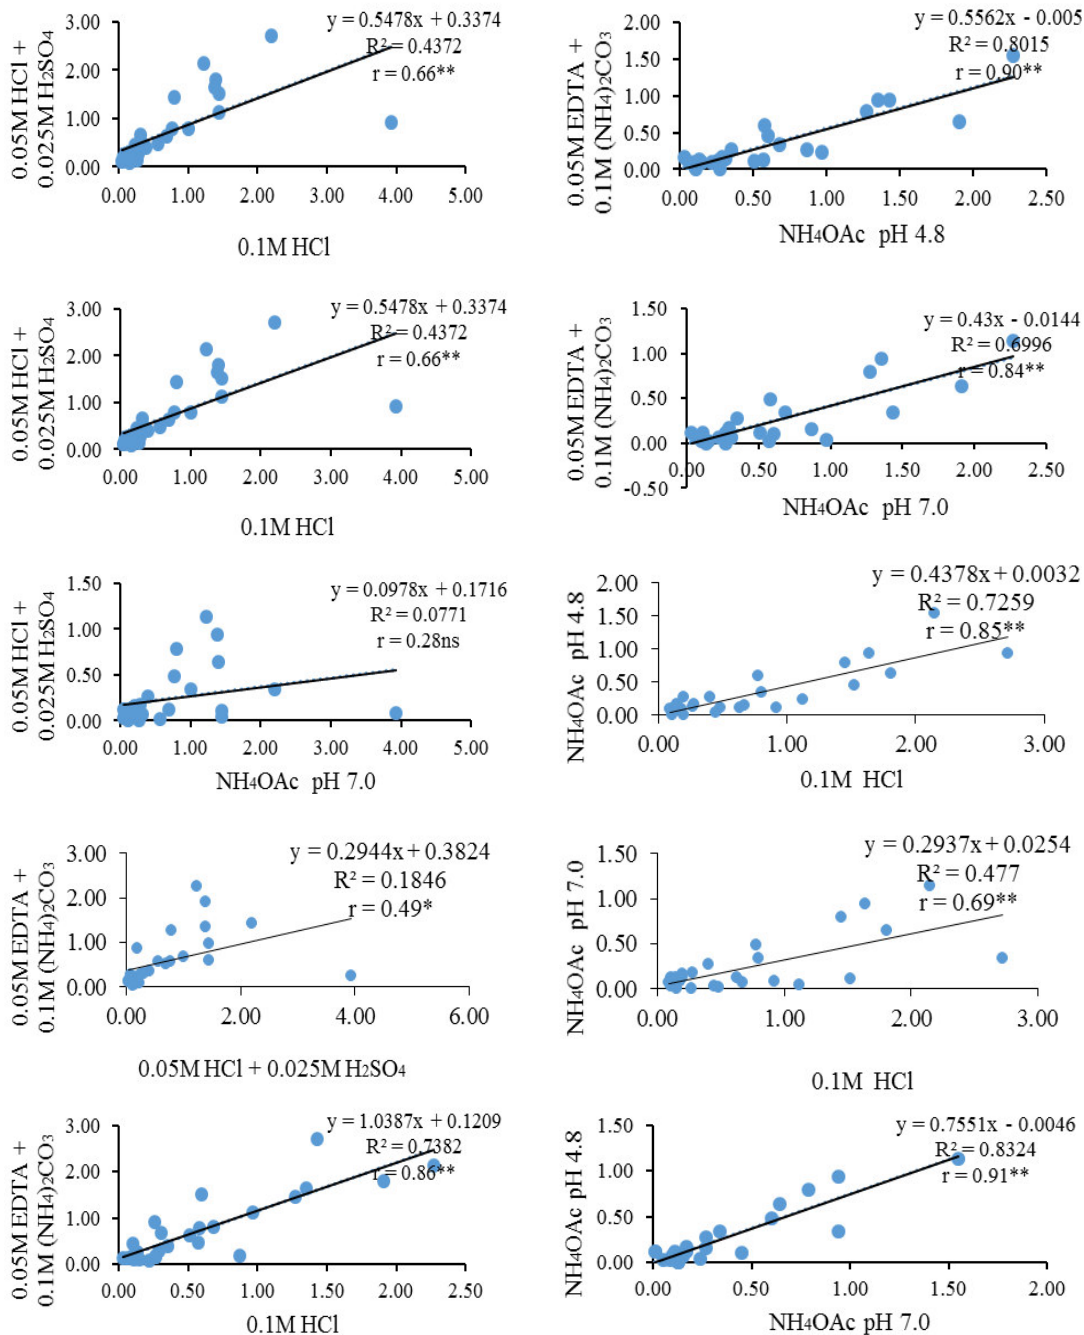 0.05M HCl +
0.025M H₂SO₄
3.00
2.00
1.00
0.00
y = 0.5478x + 0.3374
R² = 0.4372
r = 0.66**
0.00 1.00 2.00 3.00 4.00 5.00
0.1M HCl
0.05M EDTA +
0.1M (NH₄)₂CO₃
2.00
1.50
1.00
0.50
0.00
y = 0.5562x - 0.005
R² = 0.8015
r = 0.90**
0.00 0.50 1.00 1.50 2.00 2.50
NH₄OAc pH 4.8
0.05M HCl +
0.025M H₂SO₄
3.00
2.00
1.00
0.00
y = 0.5478x + 0.3374
R² = 0.4372
r = 0.66**
0.00 1.00 2.00 3.00 4.00 5.00
0.1M HCl
0.05M EDTA +
0.1M (NH₄)₂CO₃
1.50
1.00
0.50
0.00
-0.50
y = 0.43x - 0.0144
R² = 0.6996
r = 0.84**
0.00 0.50 1.00 1.50 2.00 2.50
NH₄OAc pH 7.0
0.05M HCl +
0.025M H₂SO₄
1.50
1.00
0.50
0.00
y = 0.0978x + 0.1716
R² = 0.0771
r = 0.28ns
0.00 1.00 2.00 3.00 4.00 5.00
NH₄OAc pH 7.0
NH₄OAc pH 4.8
2.00
1.50
1.00
0.50
0.00
y = 0.4378x + 0.0032
R² = 0.7259
r = 0.85**
0.00 1.00 2.00 3.00
0.1M HCl
0.05M EDTA +
0.1M (NH₄)₂CO₃
3.00
2.00
1.00
0.00
y = 0.2944x + 0.3824
R² = 0.1846
r = 0.49*
0.00 2.00 4.00 6.00
0.05M HCl + 0.025M H₂SO₄
NH₄OAc pH 7.0
1.50
1.00
0.50
0.00
y = 0.2937x + 0.0254
R² = 0.477
r = 0.69**
0.00 1.00 2.00 3.00
0.1M HCl
0.05M EDTA +
0.1M (NH₄)₂CO₃
3.00
2.00
1.00
0.00
y = 1.0387x + 0.1209
R² = 0.7382
r = 0.86**
0.00 0.50 1.00 1.50 2.00 2.50
0.1M HCl
NH₄OAc pH 4.8
1.50
1.00
0.50
0.00
y = 0.7551x - 0.0046
R² = 0.8324
r = 0.91**
0.00 0.50 1.00 1.50 2.00
NH₄OAc pH 7.0